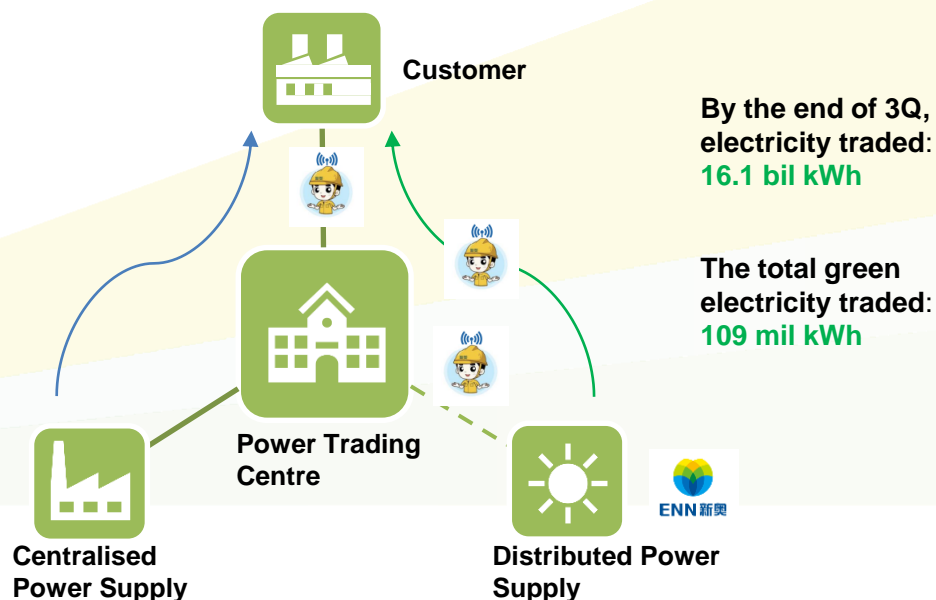 Customer
By the end of 3Q,
electricity traded:
16.1 bil kWh
The total green
electricity traded:
109 mil kWh
Power Trading
Centre
ENN新奥
Centralised
Power Supply
Distributed Power
Supply